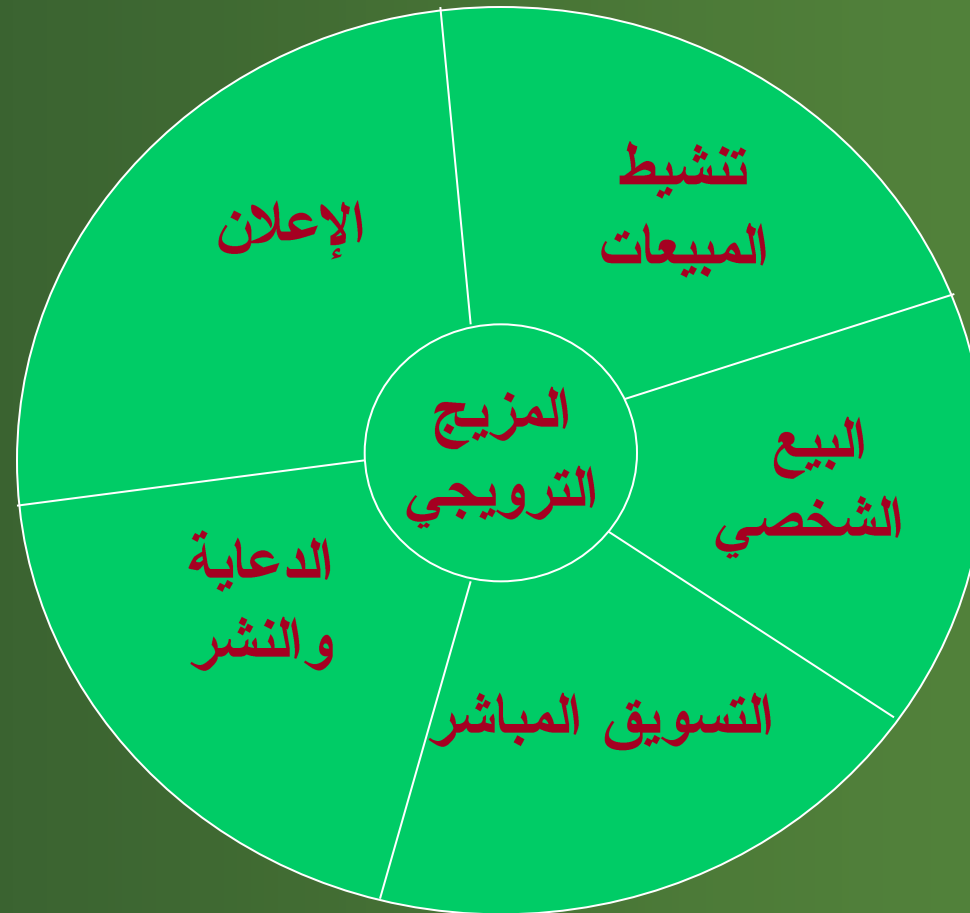 تنشيط
المبيعات
الإعلان
المزيج
الترويجي
البيع
الشخصي
الدعاية
والنشر
التسويق المباشر